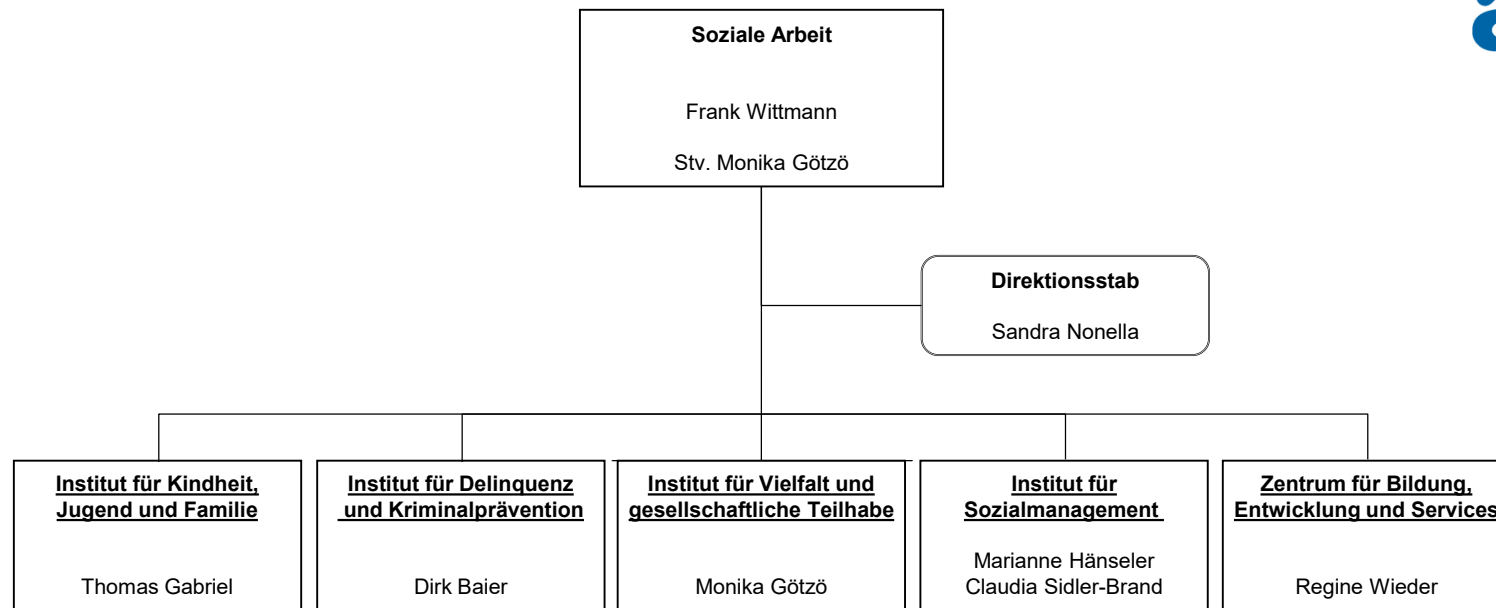 Soziale Arbeit
Frank Wittmann
Stv. Monika Götzö
Direktionsstab
Sandra Nonella
Institut für Kindheit,
Jugend und Familie
Thomas Gabriel
Institut für Delinquenz
und Kriminalprävention
Dirk Baier
Institut für Vielfalt und
gesellschaftliche Teilhabe
Monika Götzö
Institut für
Sozialmanagement
Marianne Hänseler
Claudia Sidler-Brand
Zentrum für Bildung,
Entwicklung und Services
Regine Wieder